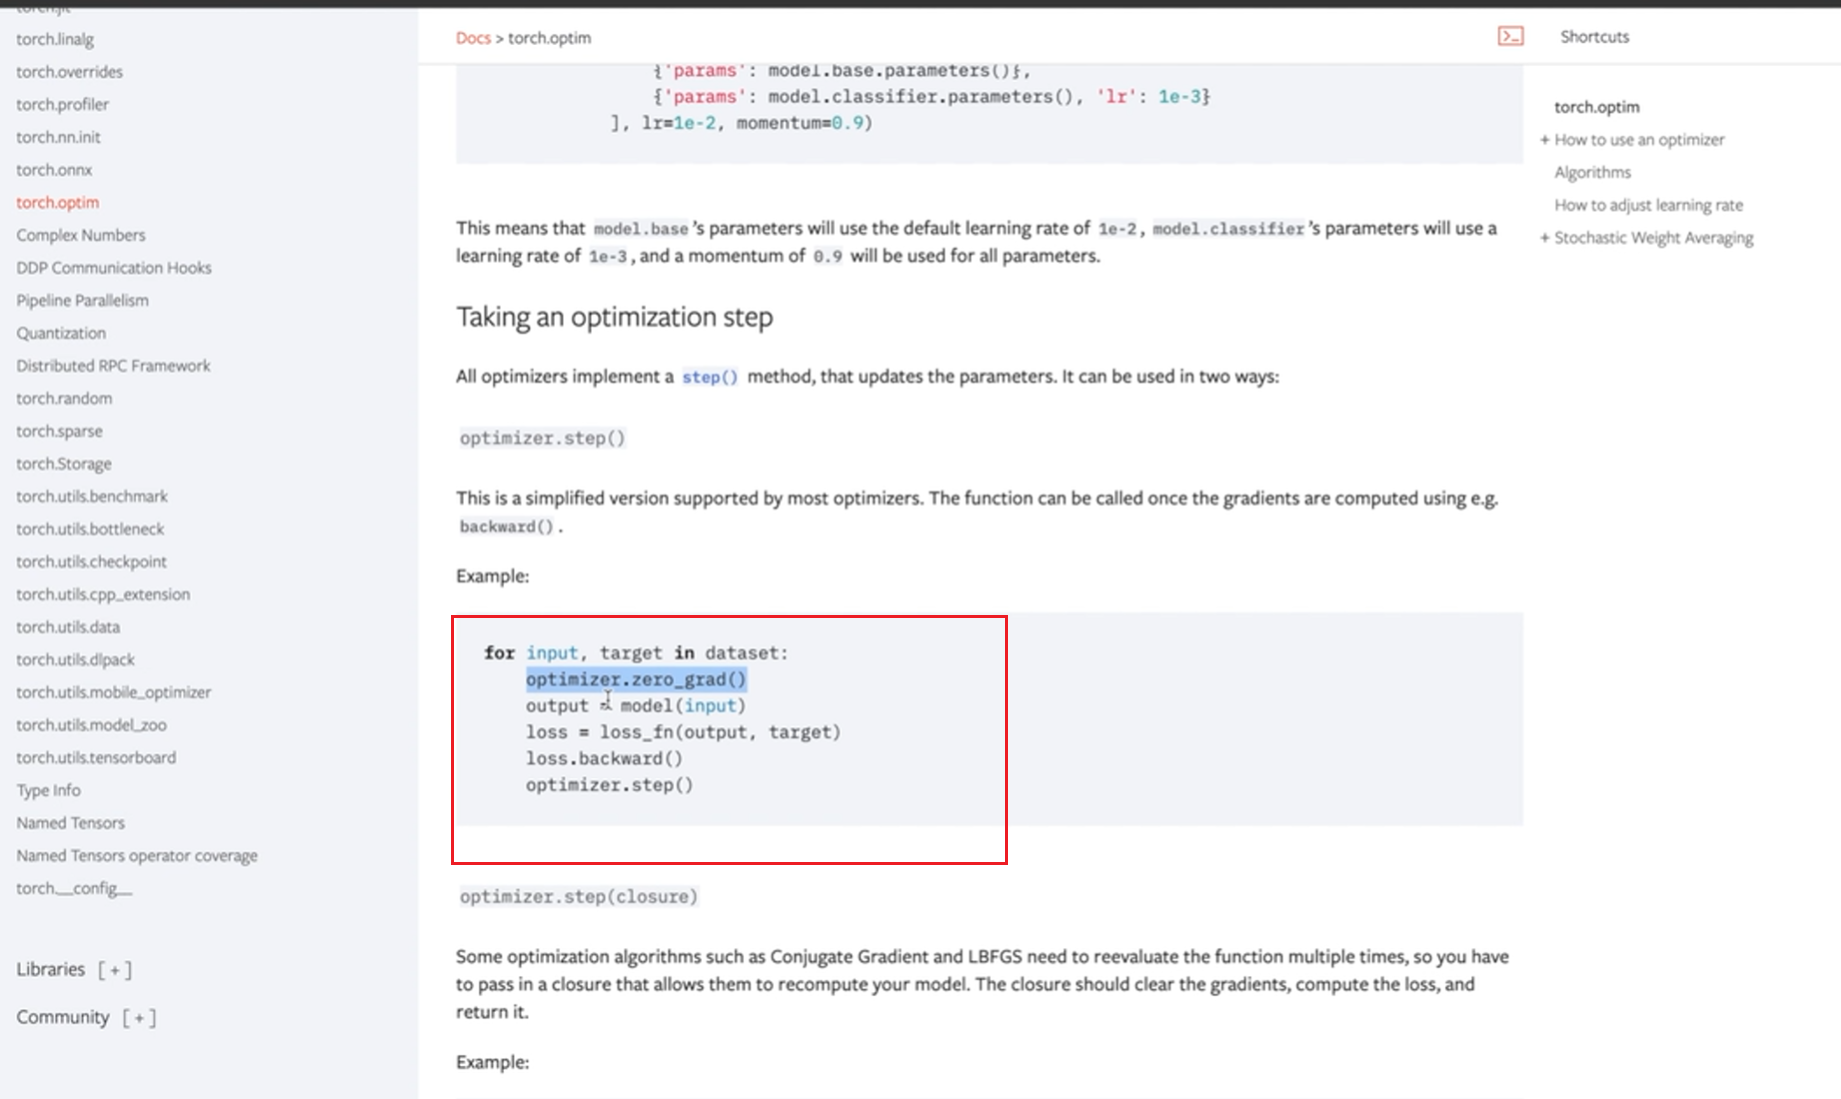 torch.jit
torch.linalg
torch.overrides
torch.profiler
torch.nn.init
torch.onnx
torch.optim
Complex Numbers
DDP Communication Hooks
Pipeline Parallelism
Quantization
Distributed RPC Framework
torch.random
torch.sparse
torch.Storage
torch.utils.benchmark
torch.utils.bottleneck
torch.utils.checkpoint
torch.utils.cpp_extension
torch.utils.data
torch.utils.dlpack
torch.utils.mobile_optimizer
torch.utils.model_zoo
torch.utils.tensorboard
Type Info
Named Tensors
Named Tensors operator coverage
torch.__config__
Libraries [ + ]
Community [ + ]
Docs > torch.optim
{'params': model.base.parameters()},
{'params': model.classifier.parameters(), 'lr': 1e-3}
], lr=1e-2, momentum=0.9)
This means that model.base 's parameters will use the default learning rate of 1e-2, model.classifier 's parameters will use a
learning rate of 1e-3, and a momentum of 0.9 will be used for all parameters.
Taking an optimization step
All optimizers implement a step() method, that updates the parameters. It can be used in two ways:
optimizer.step()
This is a simplified version supported by most optimizers. The function can be called once the gradients are computed using e.g.
backward().
Example:
for input, target in dataset:
optimizer.zero_grad()
output = model(input)
loss = loss_fn(output, target)
loss.backward()
optimizer.step()
optimizer.step(closure)
Some optimization algorithms such as Conjugate Gradient and LBFGS need to reevaluate the function multiple times, so you have
to pass in a closure that allows them to recompute your model. The closure should clear the gradients, compute the loss, and
return it.
Example:
Shortcuts
torch.optim
+ How to use an optimizer
Algorithms
How to adjust learning rate
+ Stochastic Weight Averaging